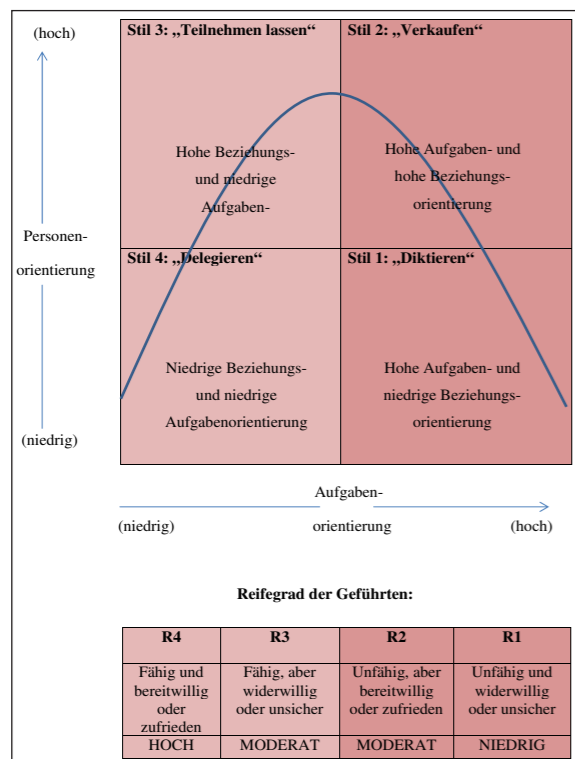 (hoch)
Stil 3: „Teilnehmen lassen“
Stil 2: „Verkaufen“
Hohe Beziehungs-
und niedrige
Aufgaben-
Hohe Aufgaben- und
hohe Beziehungs-
orientierung
Personen-
orientierung
Stil 4: „Delegieren“
Stil 1: „Diktieren“
Niedrige Beziehungs-
und niedrige
Aufgabenorientierung
Hohe Aufgaben- und
niedrige Beziehungs-
orientierung
(niedrig)
Aufgaben-
(niedrig)
orientierung
(hoch)
Reifegrad der Geführten:
R4
R3
R2
R1
Fähig und
bereitwillig
oder
zufrieden
Fähig, aber
widerwillig
oder unsicher
Unfähig, aber
bereitwillig
oder zufrieden
Unfähig und
widerwillig
oder unsicher
HOCH
MODERAT
MODERAT
NIEDRIG